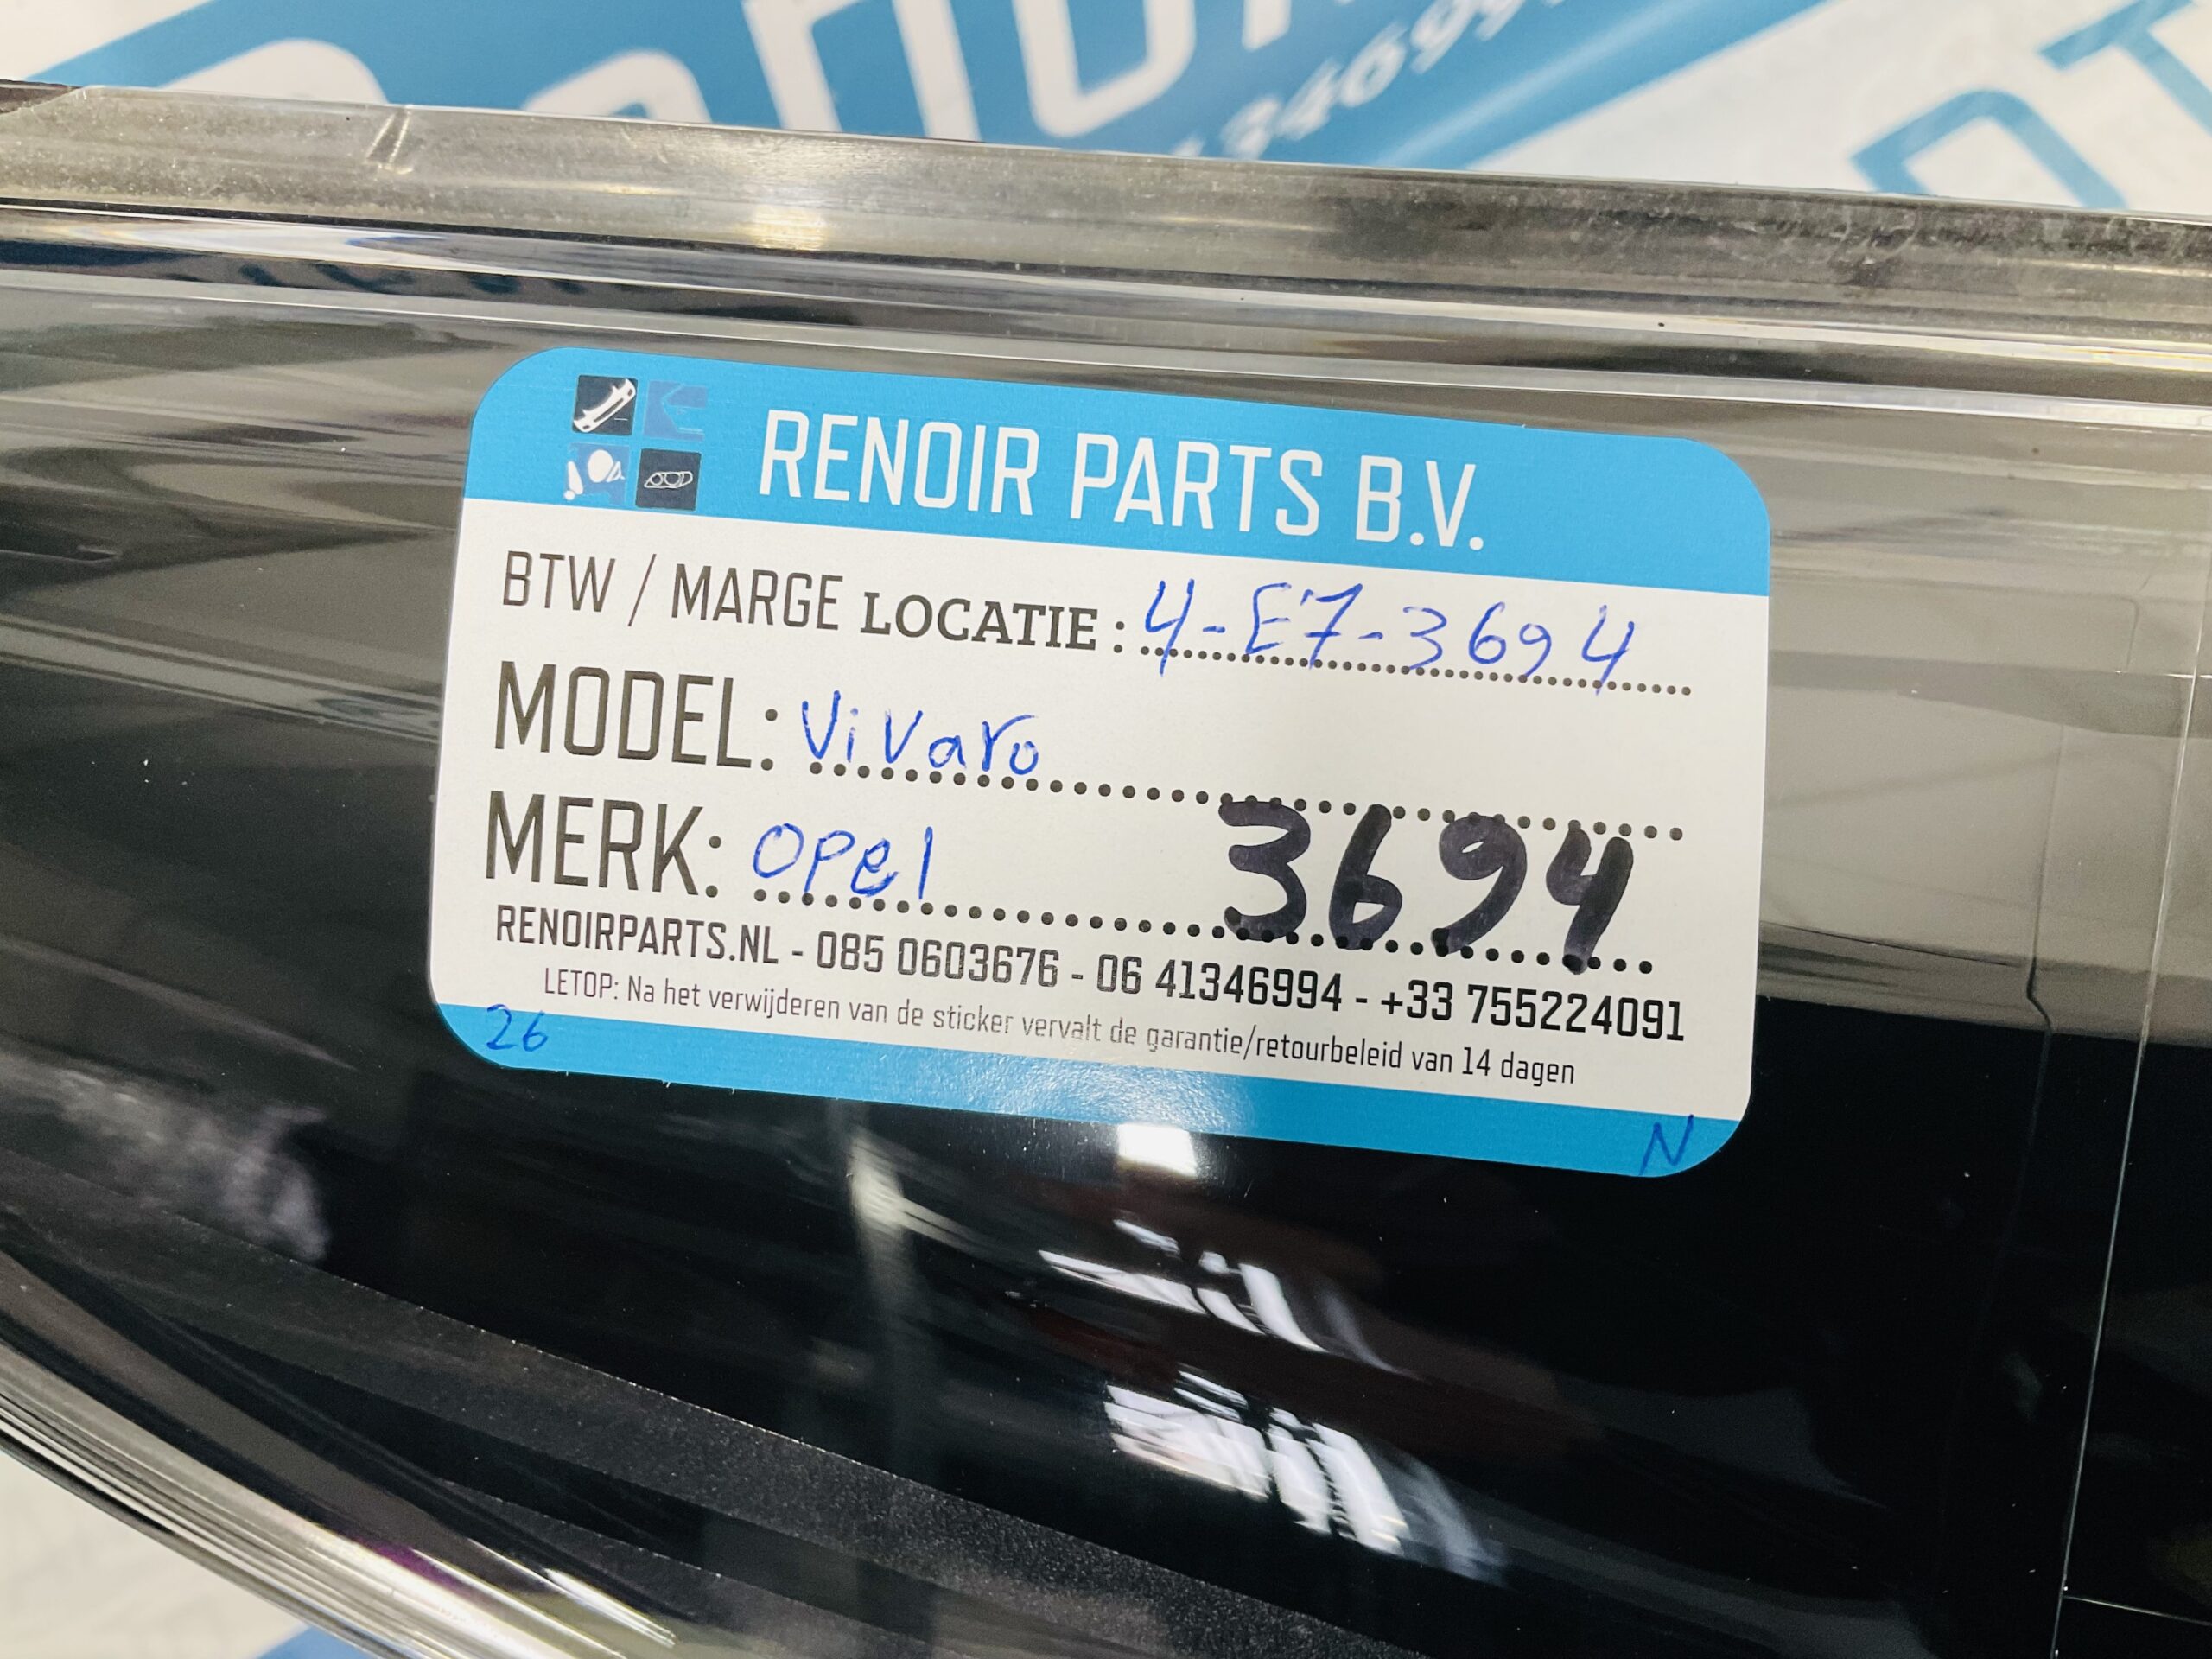 RENOIR PARTS B.V.
BTW / MARGE LOCATIE : 4-E7-3694
MODEL: Vivaro
MERK: Opel 3694
RENOIRPARTS.NL - 085 0603676 - 06 41346994 - +33 755224091
LETOP: Na het verwijderen van de sticker vervalt de garantie/retourbeleid van 14 dagen
26
N